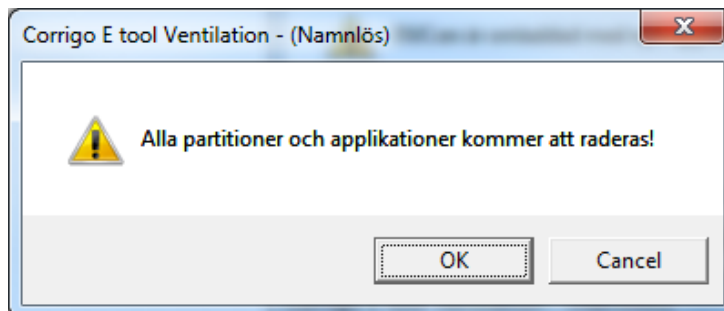 Corrigo E tool Ventilation - (Namnlös)
Alla partitioner och applikationer kommer att raderas!
OK
Cancel